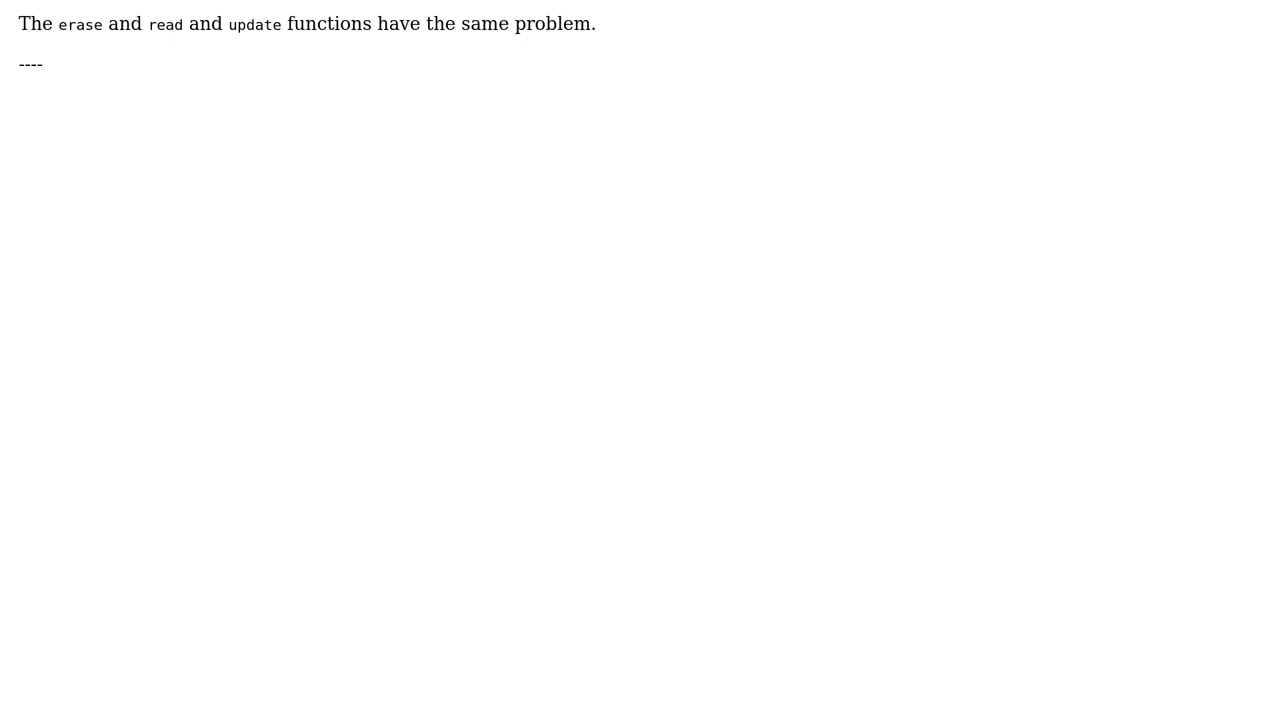 The erase and read and update functions have the same problem.
----